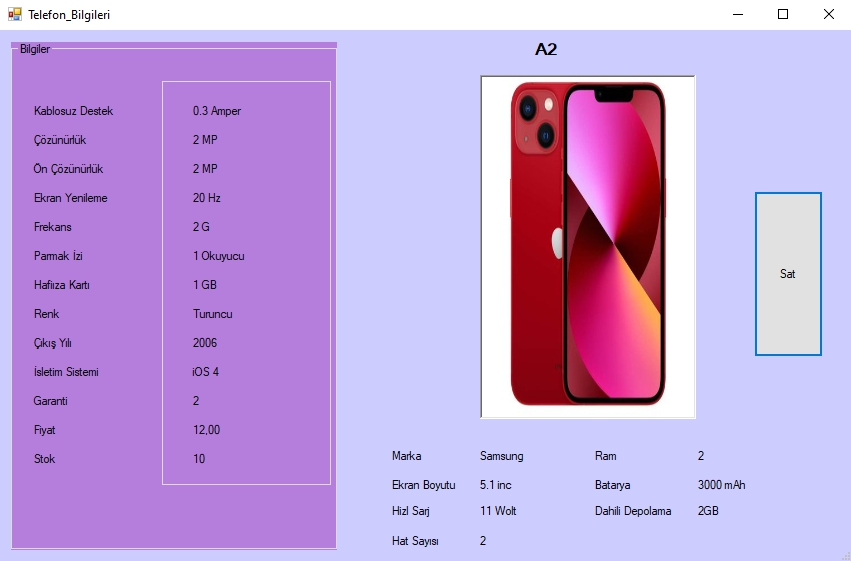 Telefon_Bilgileri
Bilgiler
Kablosuz Destek 0.3 Amper
Çözünürlük 2 MP
Ön Çözünürlük 2 MP
Ekran Yenileme 20 Hz
Frekans 2 G
Parmak İzi 1 Okuyucu
Hafıiza Kartı 1 GB
Renk Turuncu
Çıkış Yılı 2006
İsletim Sistemi iOS 4
Garanti 2
Fiyat 12,00
Stok 10
A2
Sat
Marka Samsung Ram 2
Ekran Boyutu 5.1 inc Batarya 3000 mAh
Hizl Sarj 11 Wolt Dahili Depolama 2GB
Hat Sayısı 2